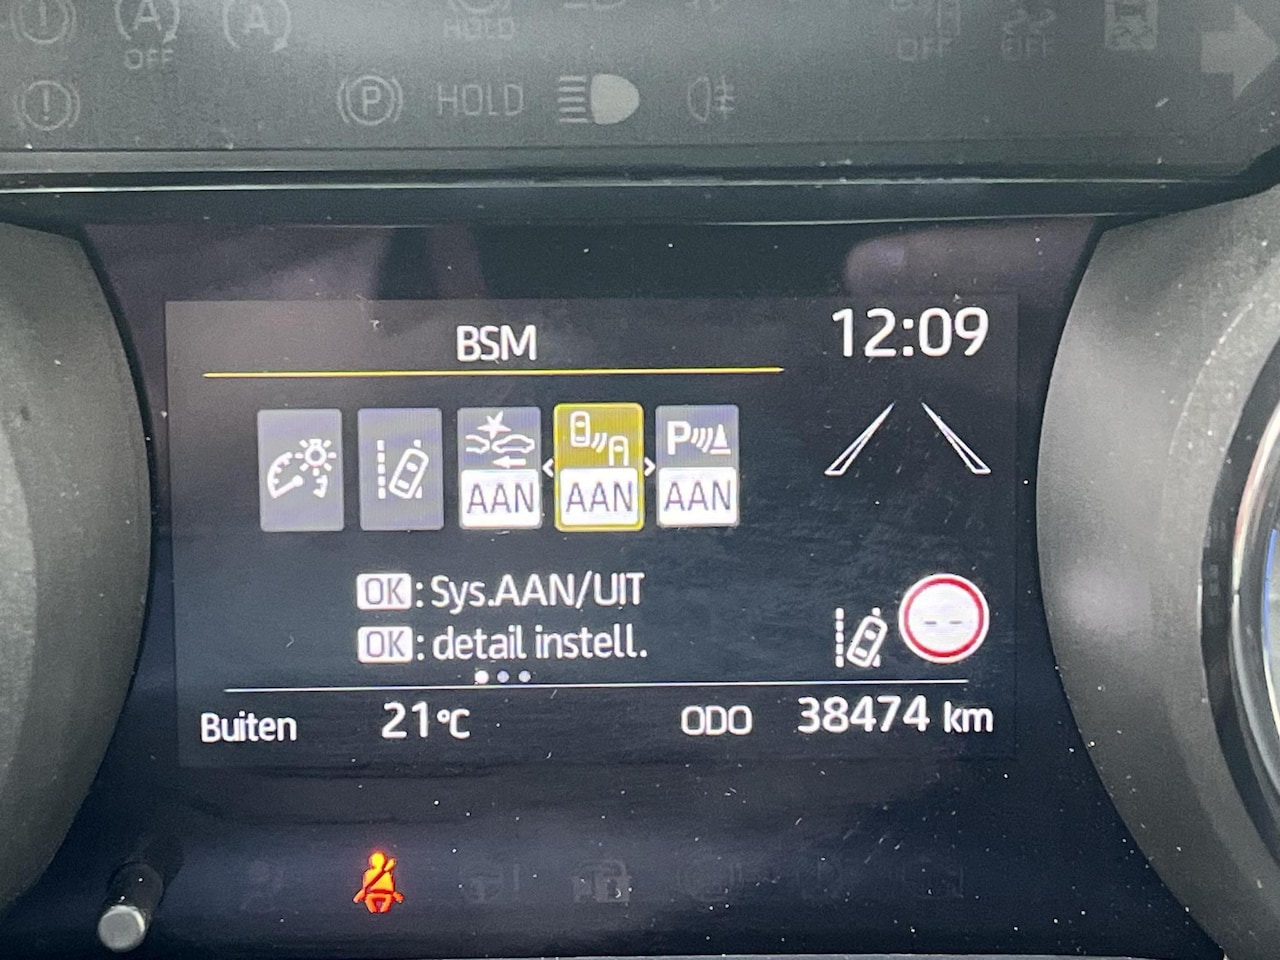 HOLD
A
A
OFF
OFF
OFF
P HOLD
BSM
12:09
P
AAN AAN AAN
OK : Sys.AAN/UIT
OK : detail instell.
--
Buiten 21°C ODO 38474 km